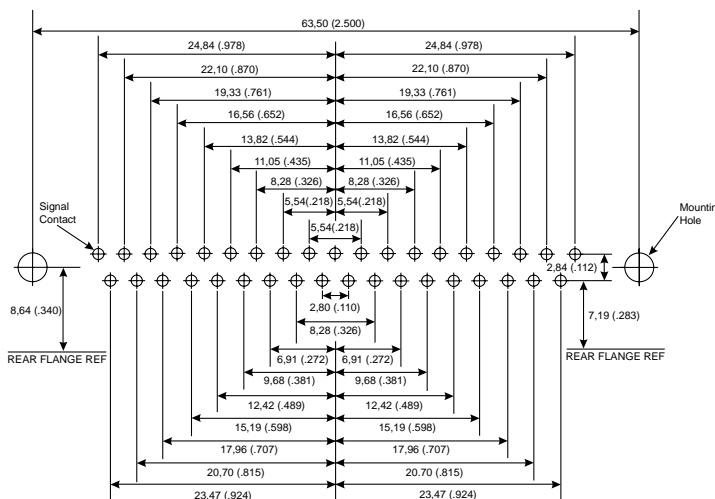 63,50 (2.500)
24,84 (.978) 24,84 (.978)
22,10 (.870) 22,10 (.870)
19,33 (.761) 19,33 (.761)
16,56 (.652) 16,56 (.652)
13,82 (.544) 13,82 (.544)
11,05 (.435) 11,05 (.435)
8,28 (.326) 8,28 (.326)
5,54(.218) 5,54(.218)
5,54(.218)
Signal
Contact
Mountin
Hole
2,84 (.112)
8,64 (.340)
2,80 (.110)
7,19 (.283)
8,28 (.326)
REAR FLANGE REF
6,91 (.272) 6,91 (.272)
REAR FLANGE REF
9,68 (.381) 9,68 (.381)
12,42 (.489) 12,42 (.489)
15,19 (.598) 15,19 (.598)
17,96 (.707) 17,96 (.707)
20,70 (.815) 20.70 (.815)
23,47 (.924) 23,47 (.924)